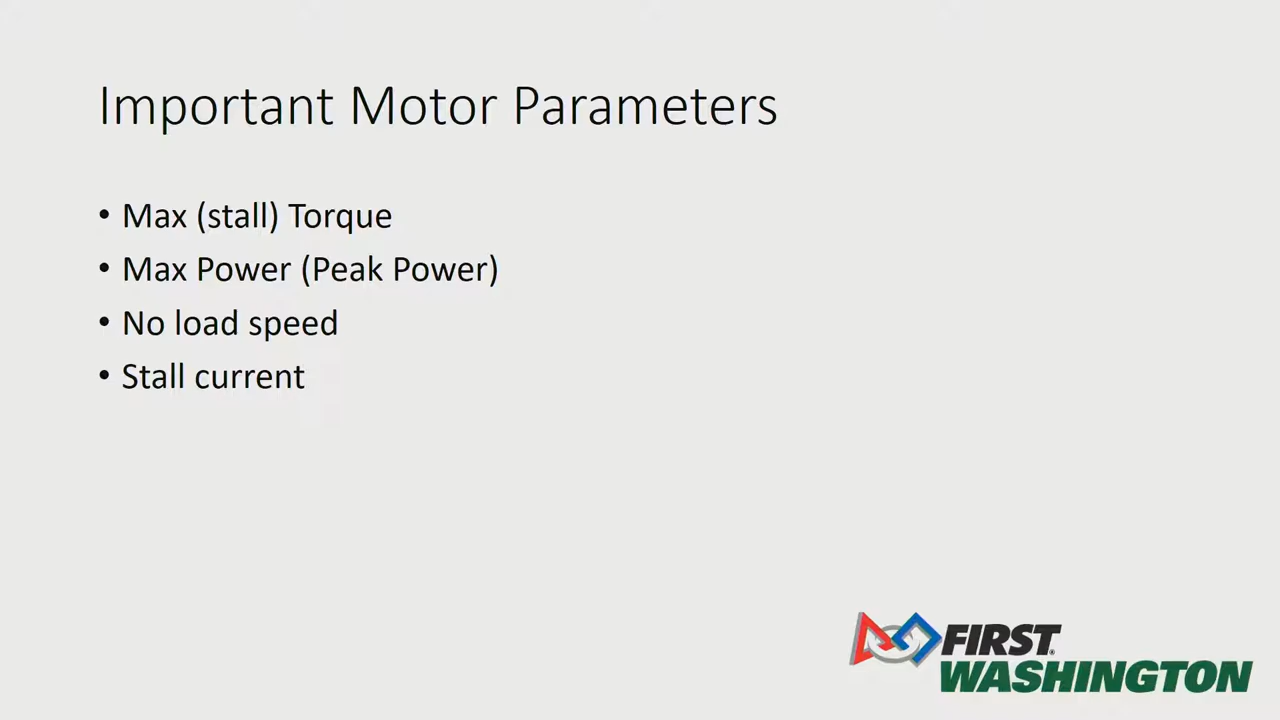 Important Motor Parameters
• Max (stall) Torque
• Max Power (Peak Power)
• No load speed
• Stall current
FIRST®
WASHINGTON